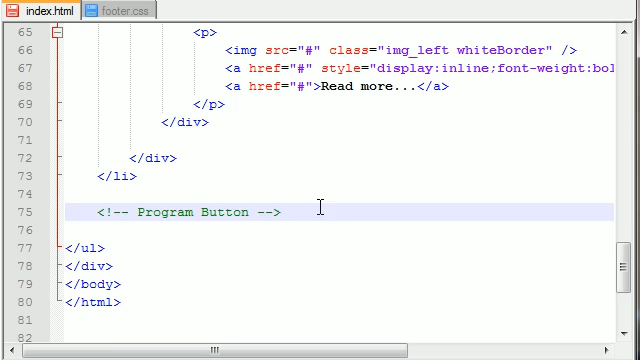 index.html footer.css
65 <p>
66 <img src="#" class="img_left whiteBorder" />
67 <a href="#" style="display:inline;font-weight:bol
68 <a href="#">Read more...</a>
69 </p>
70 </div>
71
72 </div>
73 </li>
74
75 <!-- Program Button -->
76
77 </ul>
78 </div>
79 </body>
80 </html>
81
82